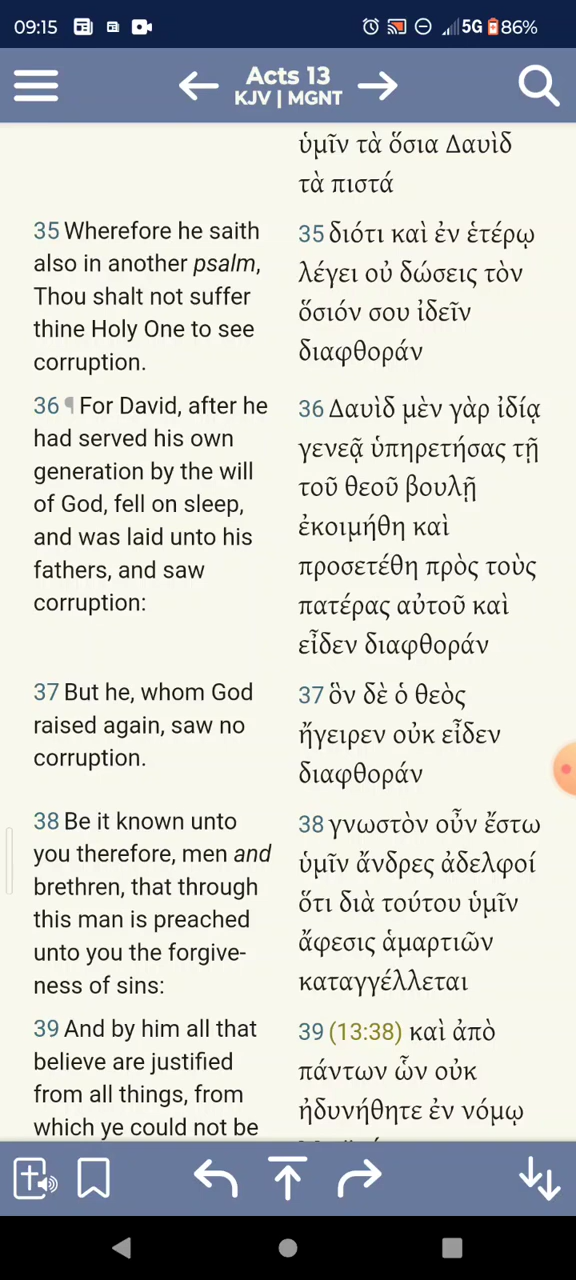 09:15
5G 86%
Acts 13
KJV | MGNT
ὑμῖν τὰ ὅσια Δαυὶδ
τὰ πιστά
35 Wherefore he saith
also in another psalm,
Thou shalt not suffer
thine Holy One to see
corruption.
35 διότι καὶ ἐν ἑτέρῳ
λέγει οὐ δώσεις τὸν
ὅσιόν σου ἰδεῖν
διαφθοράν
36 ¶ For David, after he
had served his own
generation by the will
of God, fell on sleep,
and was laid unto his
fathers, and saw
corruption:
36 Δαυὶδ μὲν γὰρ ἰδίᾳ
γενεᾷ ὑπηρετήσας τῇ
τοῦ θεοῦ βουλῇ
ἐκοιμήθη καὶ
προσετέθη πρὸς τοὺς
πατέρας αὐτοῦ καὶ
εἶδεν διαφθοράν
37 But he, whom God
raised again, saw no
corruption.
37 ὃν δὲ ὁ θεὸς
ἤγειρεν οὐκ εἶδεν
διαφθοράν
38 Be it known unto
you therefore, men and
brethren, that through
this man is preached
unto you the forgive-
ness of sins:
38 γνωστὸν οὖν ἔστω
ὑμῖν ἄνδρες ἀδελφοί
ὅτι διὰ τούτου ὑμῖν
ἄφεσις ἁμαρτιῶν
καταγγέλλεται
39 And by him all that
believe are justified
from all things, from
which ye could not be
39 (13:38) καὶ ἀπὸ
πάντων ὧν οὐκ
ἠδυνήθητε ἐν νόμῳ